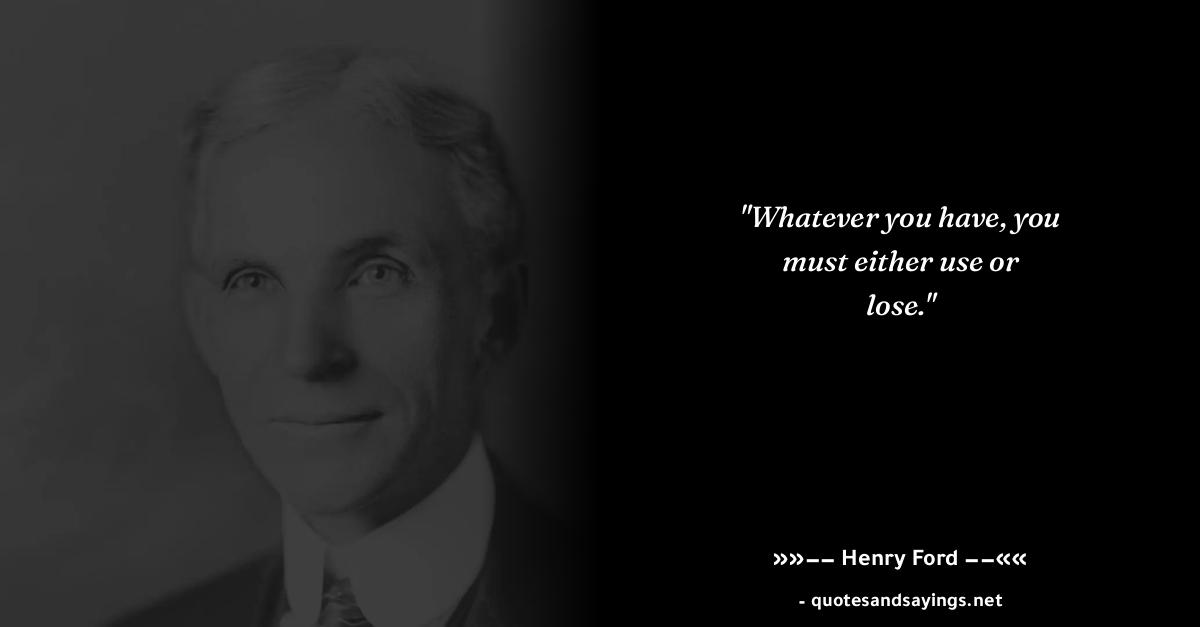 "Whatever you have, you
must either use or
lose."
»»−− Henry Ford −−««
- quotesandsayings.net